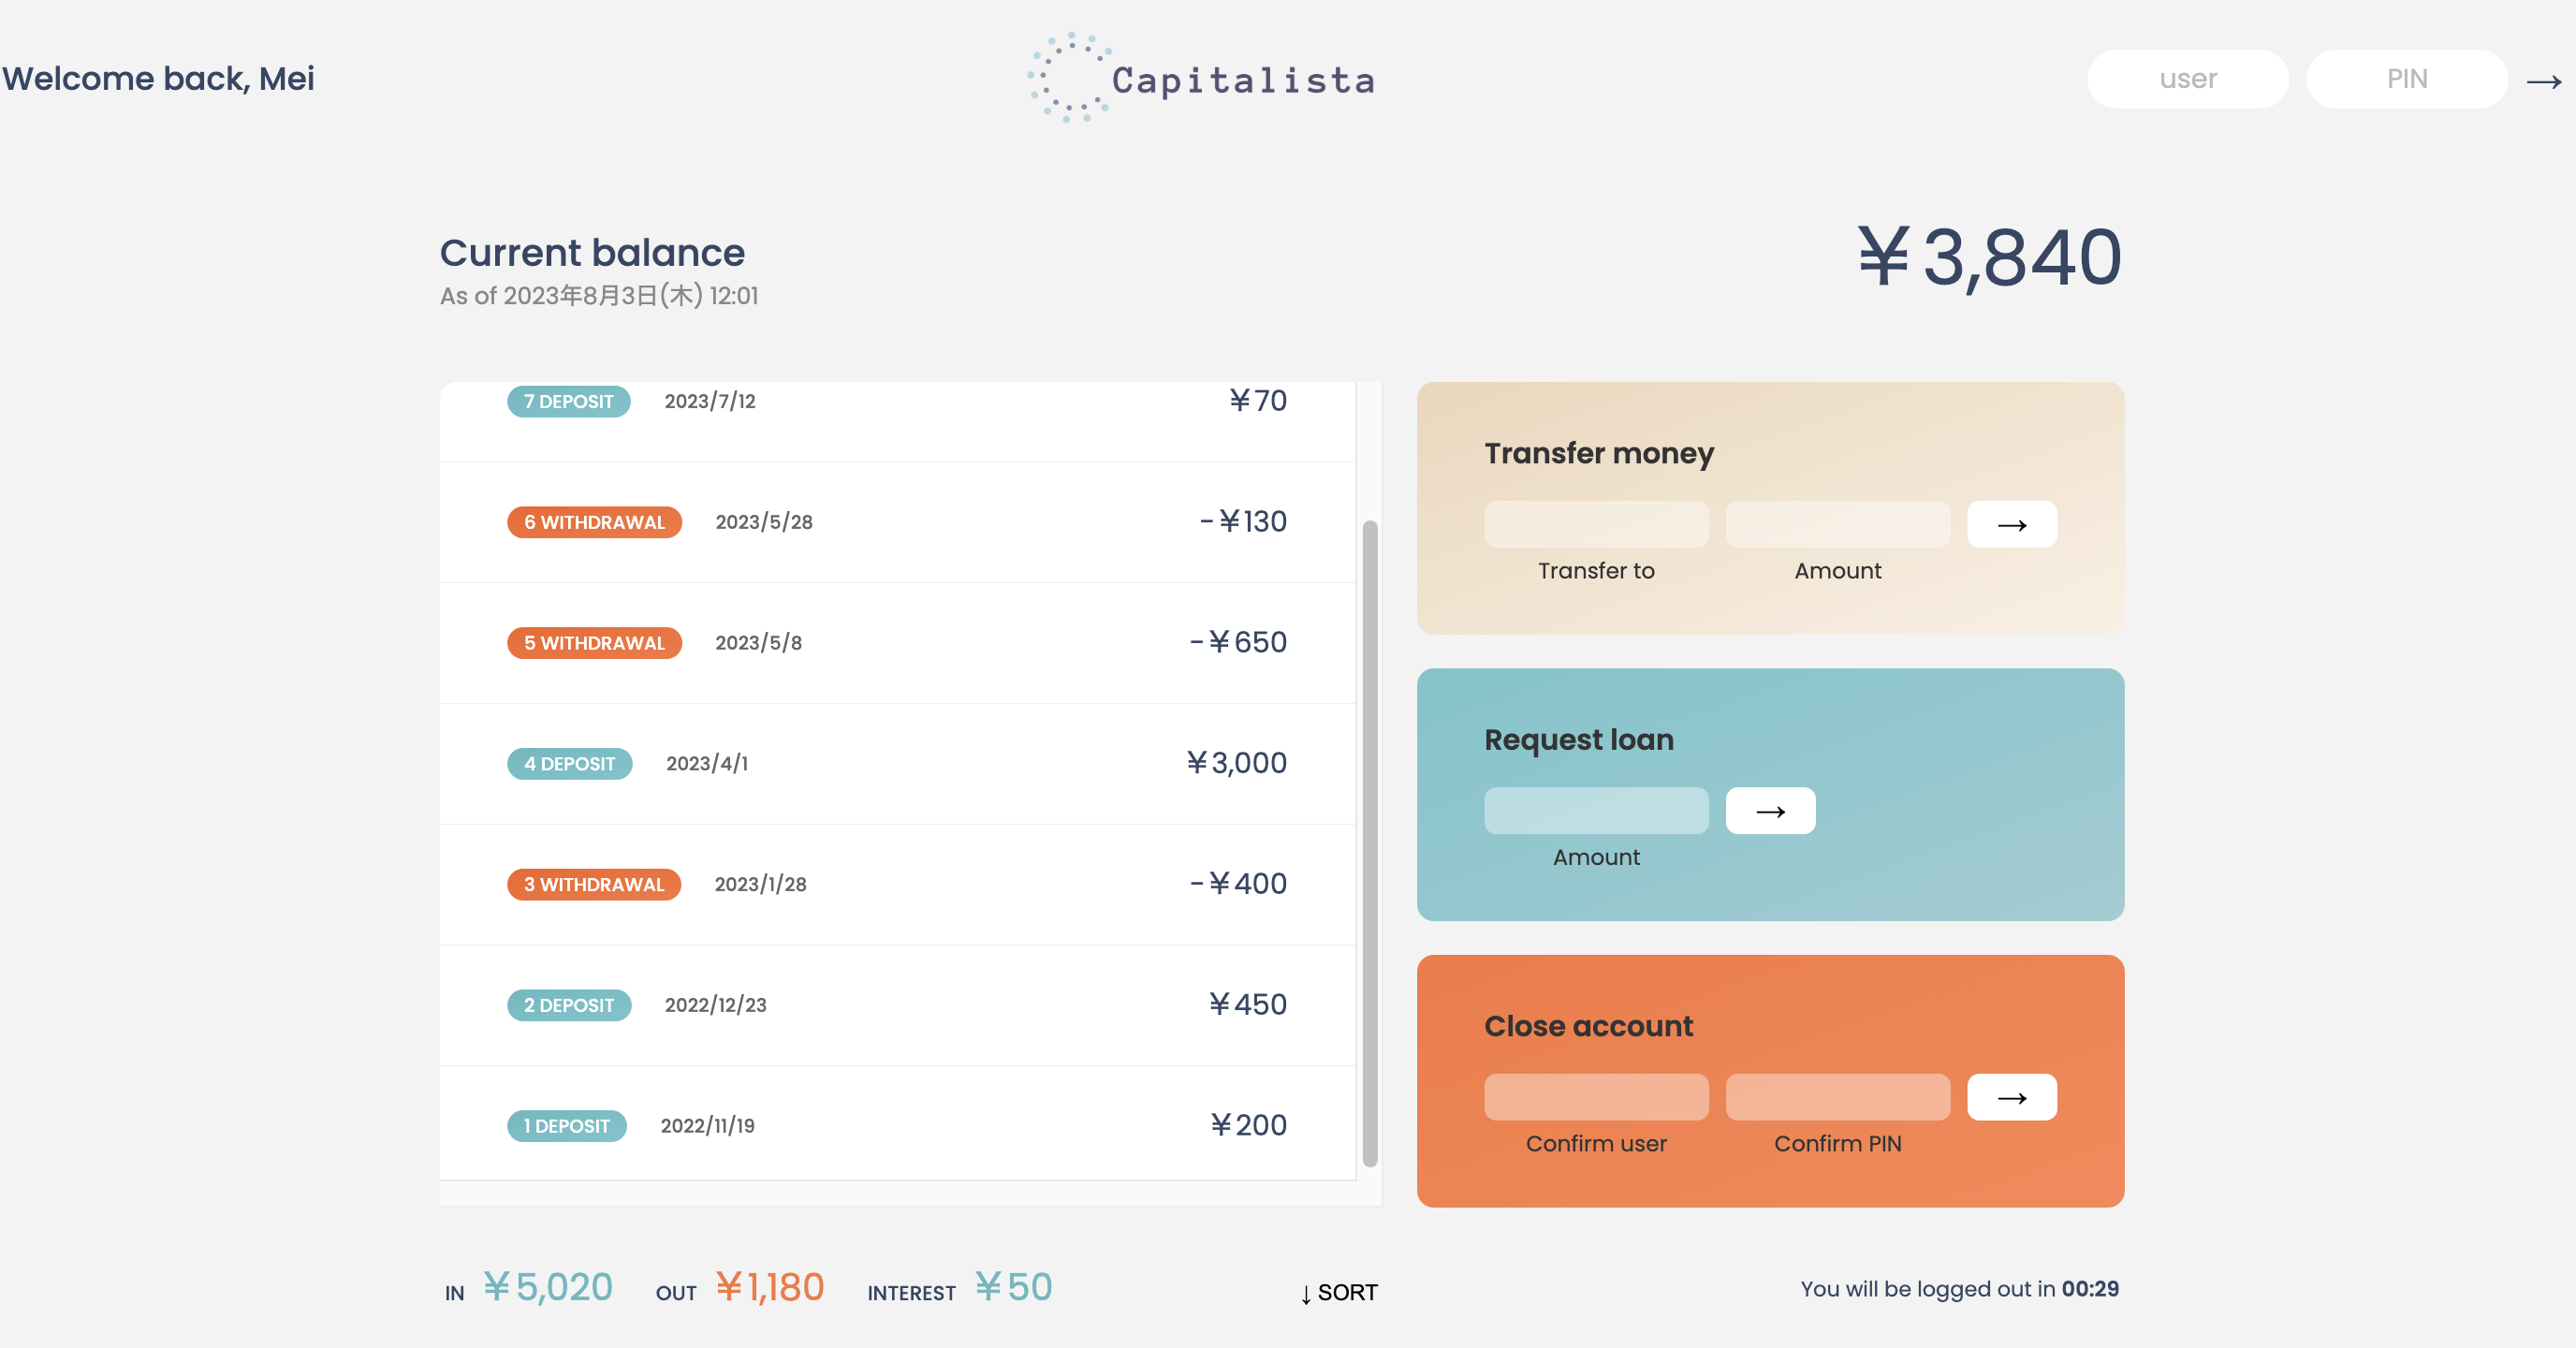 Welcome back, Mei
Capitalista
user
PIN
→
Current balance
As of 2023年8月3日(木) 12:01
¥3,840
7 DEPOSIT 2023/7/12 ¥70
6 WITHDRAWAL 2023/5/28 -¥130
5 WITHDRAWAL 2023/5/8 -¥650
4 DEPOSIT 2023/4/1 ¥3,000
3 WITHDRAWAL 2023/1/28 -¥400
2 DEPOSIT 2022/12/23 ¥450
1 DEPOSIT 2022/11/19 ¥200
Transfer money
→
Transfer to Amount
Request loan
→
Amount
Close account
→
Confirm user Confirm PIN
IN ¥5,020 OUT ¥1,180 INTEREST ¥50
↓ SORT
You will be logged out in 00:29